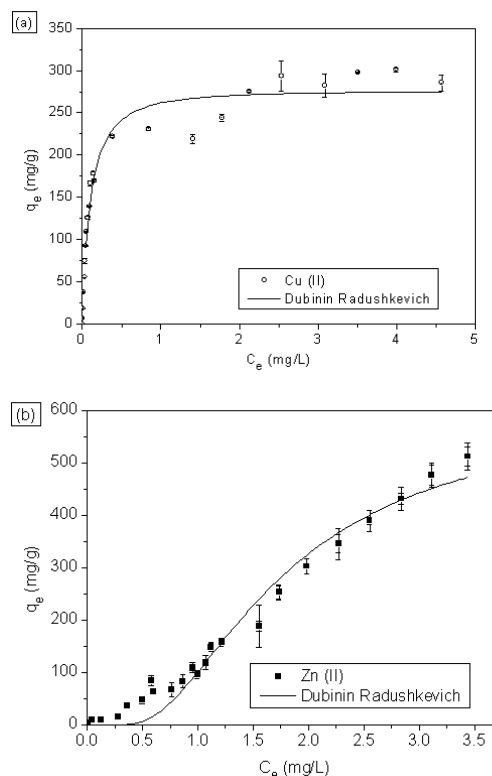 (a)
350
300
250
200
150
100
50
0
qe (mg/g)
Cu (II)
Dubinin Radushkevich
0 1 2 3 4 5
Ce (mg/L)
(b)
600
500
400
300
200
100
0
qe (mg/g)
Zn (II)
Dubinin Radushkevich
0.0 0.5 1.0 1.5 2.0 2.5 3.0 3.5
Ce (mg/L)